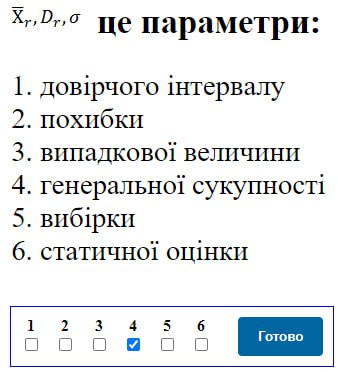 X̅г, Dг, σ це параметри:
1. довірчого інтервалу
2. похибки
3. випадкової величини
4. генеральної сукупності
5. вибірки
6. статичної оцінки
1 2 3 4 5 6
Готово